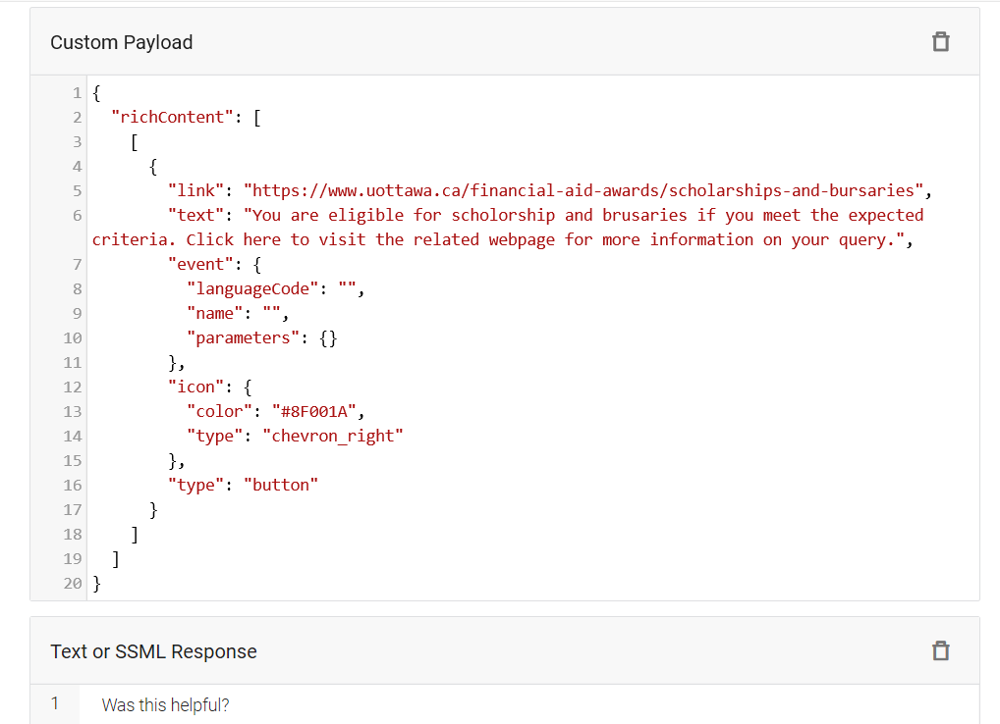 Custom Payload
1 {
2   "richContent": [
3     [
4       {
5         "link": "https://www.uottawa.ca/financial-aid-awards/scholarships-and-bursaries",
6         "text": "You are eligible for scholorship and brusaries if you meet the expected
criteria. Click here to visit the related webpage for more information on your query.",
7         "event": {
8           "languageCode": "",
9           "name": "",
10           "parameters": {}
11         },
12         "icon": {
13           "color": "#8F001A",
14           "type": "chevron_right"
15         },
16         "type": "button"
17       }
18     ]
19   ]
20 }
Text or SSML Response
1 Was this helpful?